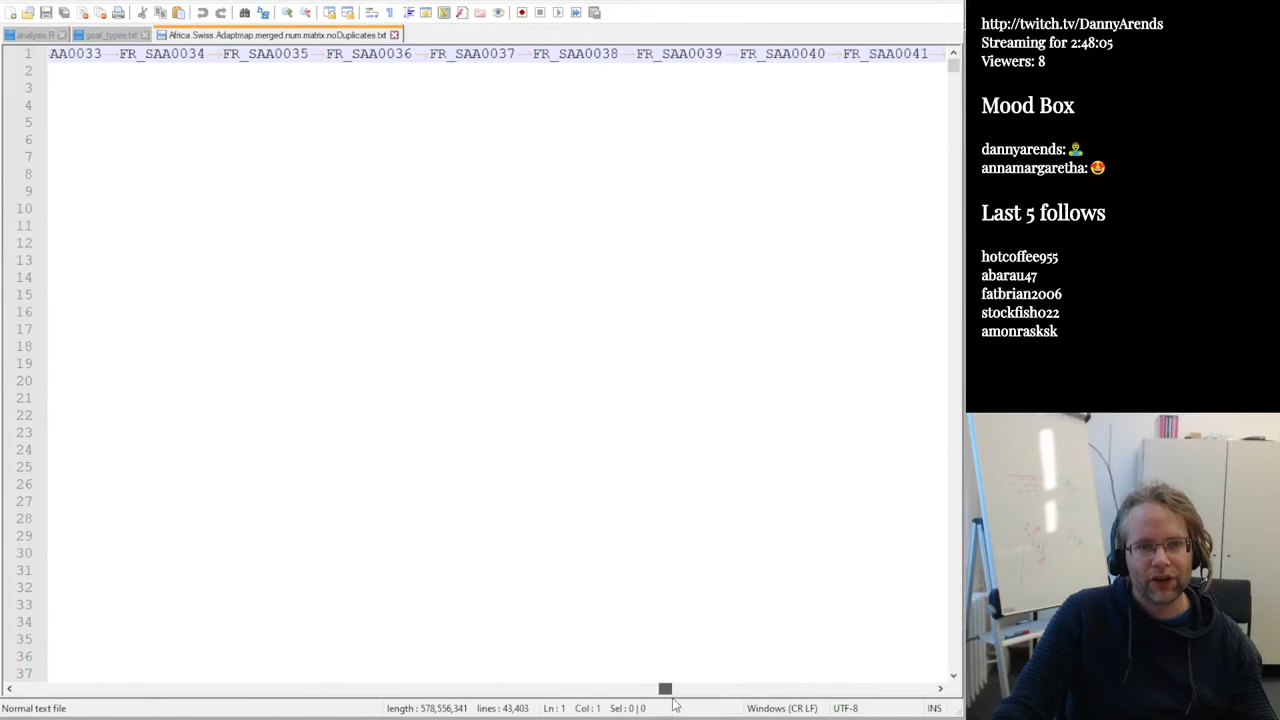 analysis.R
goat_types.txt
Africa.Swiss.Adaptmap.merged.num.matrix.noDuplicates.txt
1 AA0033 FR_SAA0034 FR_SAA0035 FR_SAA0036 FR_SAA0037 FR_SAA0038 FR_SAA0039 FR_SAA0040 FR_SAA0041
2
3
4
5
6
7
8
9
10
11
12
13
14
15
16
17
18
19
20
21
22
23
24
25
26
27
28
29
30
31
32
33
34
35
36
37
Normal text file length : 578,556,341 lines : 43,403 Ln : 1 Col : 1 Sel : 0 | 0 Windows (CR LF) UTF-8 INS
http://twitch.tv/DannyArends
Streaming for 2:48:05
Viewers: 8
Mood Box
dannyarends: 🧟‍♂️
annamargaretha: 😍
Last 5 follows
hotcoffee955
abarau47
fatbrian2006
stockfish022
amonrasksk